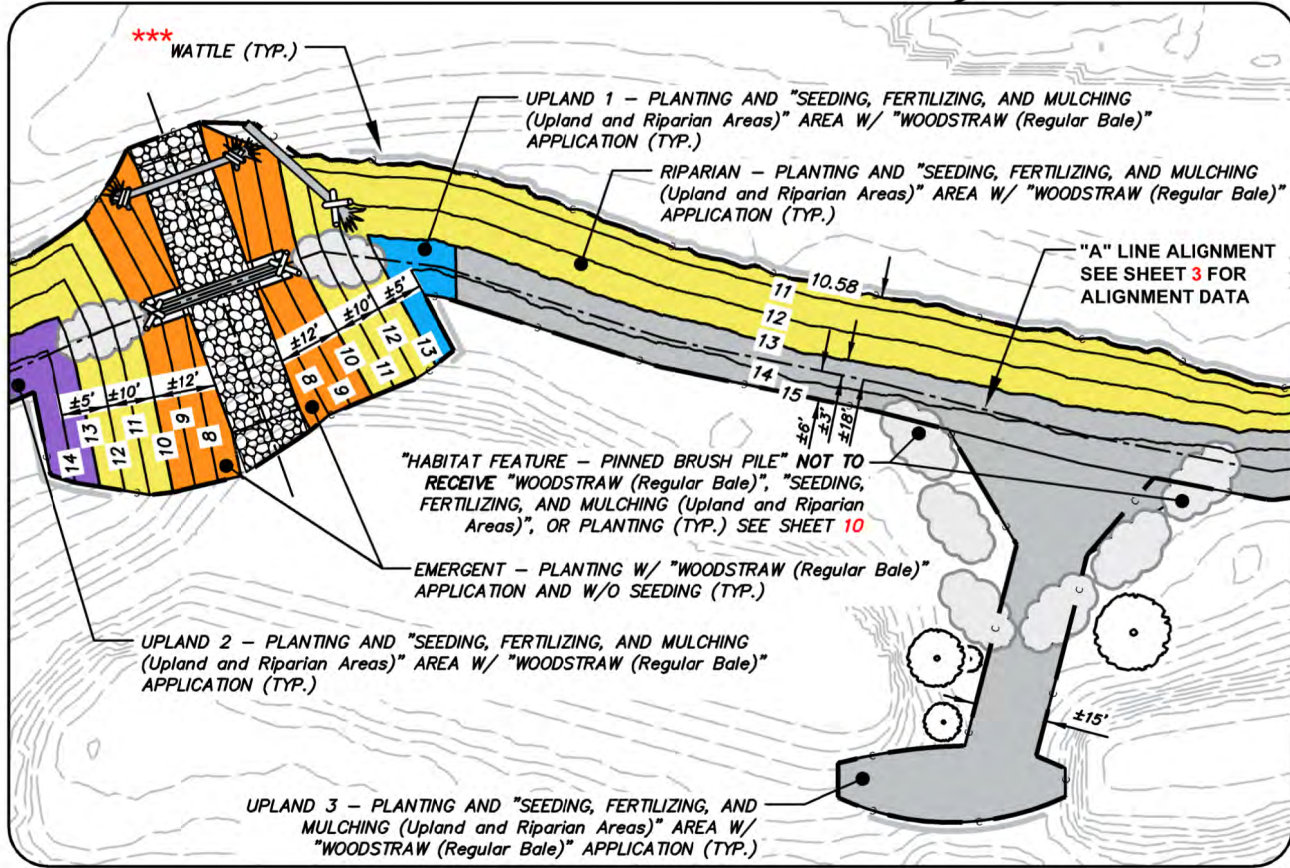 ***
WATTLE (TYP.)
UPLAND 1 – PLANTING AND "SEEDING, FERTILIZING, AND MULCHING
(Upland and Riparian Areas)" AREA W/ "WOODSTRAW (Regular Bale)"
APPLICATION (TYP.)
RIPARIAN – PLANTING AND "SEEDING, FERTILIZING, AND MULCHING
(Upland and Riparian Areas)" AREA W/ "WOODSTRAW (Regular Bale)"
APPLICATION (TYP.)
"A" LINE ALIGNMENT
SEE SHEET 3 FOR
ALIGNMENT DATA
10.58
11
12
13
14
15
±6'
±3'
±18'
±12'
±10'
±5'
8
9
10
11
12
13
±5'
±10'
±12'
14
13
12
11
10
9
8
"HABITAT FEATURE – PINNED BRUSH PILE" NOT TO
RECEIVE "WOODSTRAW (Regular Bale)", "SEEDING,
FERTILIZING, AND MULCHING (Upland and Riparian
Areas)", OR PLANTING (TYP.) SEE SHEET 10
EMERGENT – PLANTING W/ "WOODSTRAW (Regular Bale)"
APPLICATION AND W/O SEEDING (TYP.)
UPLAND 2 – PLANTING AND "SEEDING, FERTILIZING, AND MULCHING
(Upland and Riparian Areas)" AREA W/ "WOODSTRAW (Regular Bale)"
APPLICATION (TYP.)
±15'
UPLAND 3 – PLANTING AND "SEEDING, FERTILIZING, AND
MULCHING (Upland and Riparian Areas)" AREA W/
"WOODSTRAW (Regular Bale)" APPLICATION (TYP.)